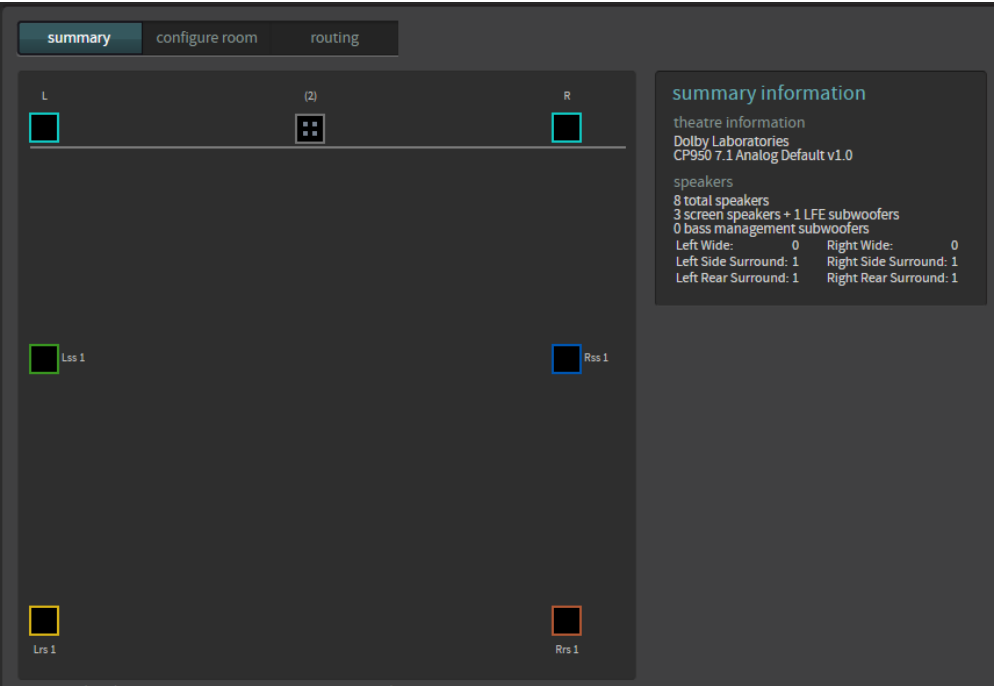 summary configure room routing
L (2) R
Lss 1 Rss 1
Lrs 1 Rrs 1
summary information
theatre information
Dolby Laboratories
CP950 7.1 Analog Default v1.0
speakers
8 total speakers
3 screen speakers + 1 LFE subwoofers
0 bass management subwoofers
Left Wide: 0 Right Wide: 0
Left Side Surround: 1 Right Side Surround: 1
Left Rear Surround: 1 Right Rear Surround: 1